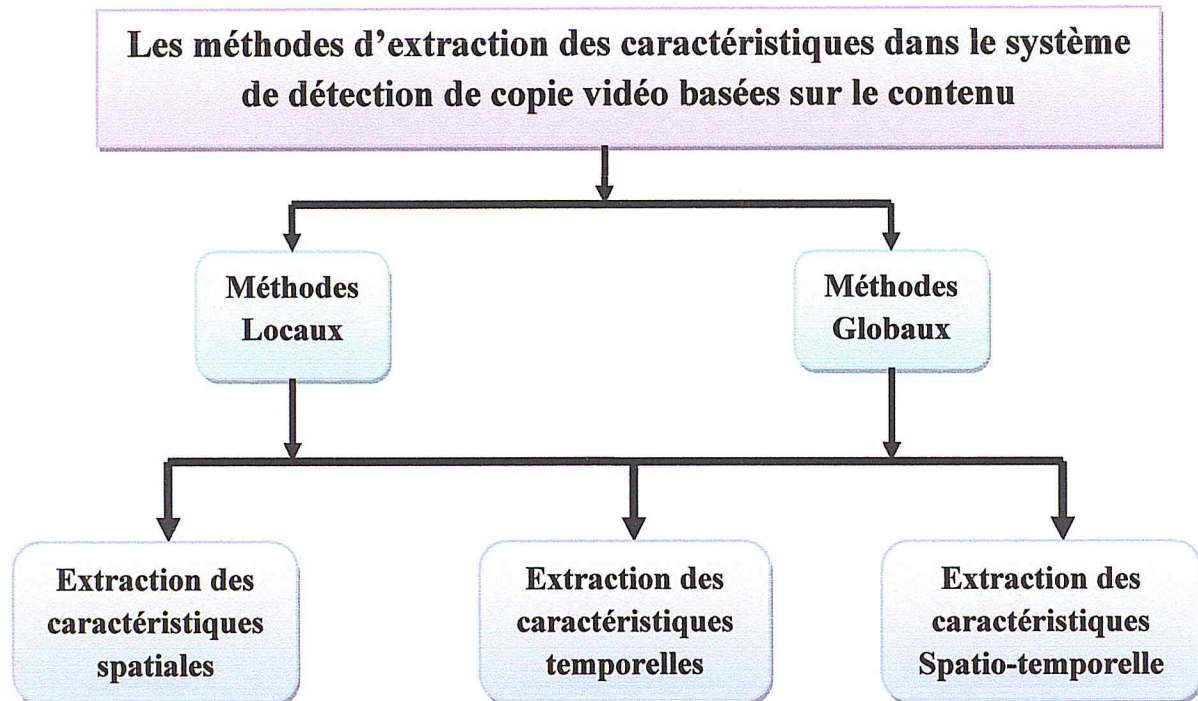 Les méthodes d'extraction des caractéristiques dans le système
de détection de copie vidéo basées sur le contenu
Méthodes
Locaux
Méthodes
Globaux
Extraction des
caractéristiques
spatiales
Extraction des
caractéristiques
temporelles
Extraction des
caractéristiques
Spatio-temporelle